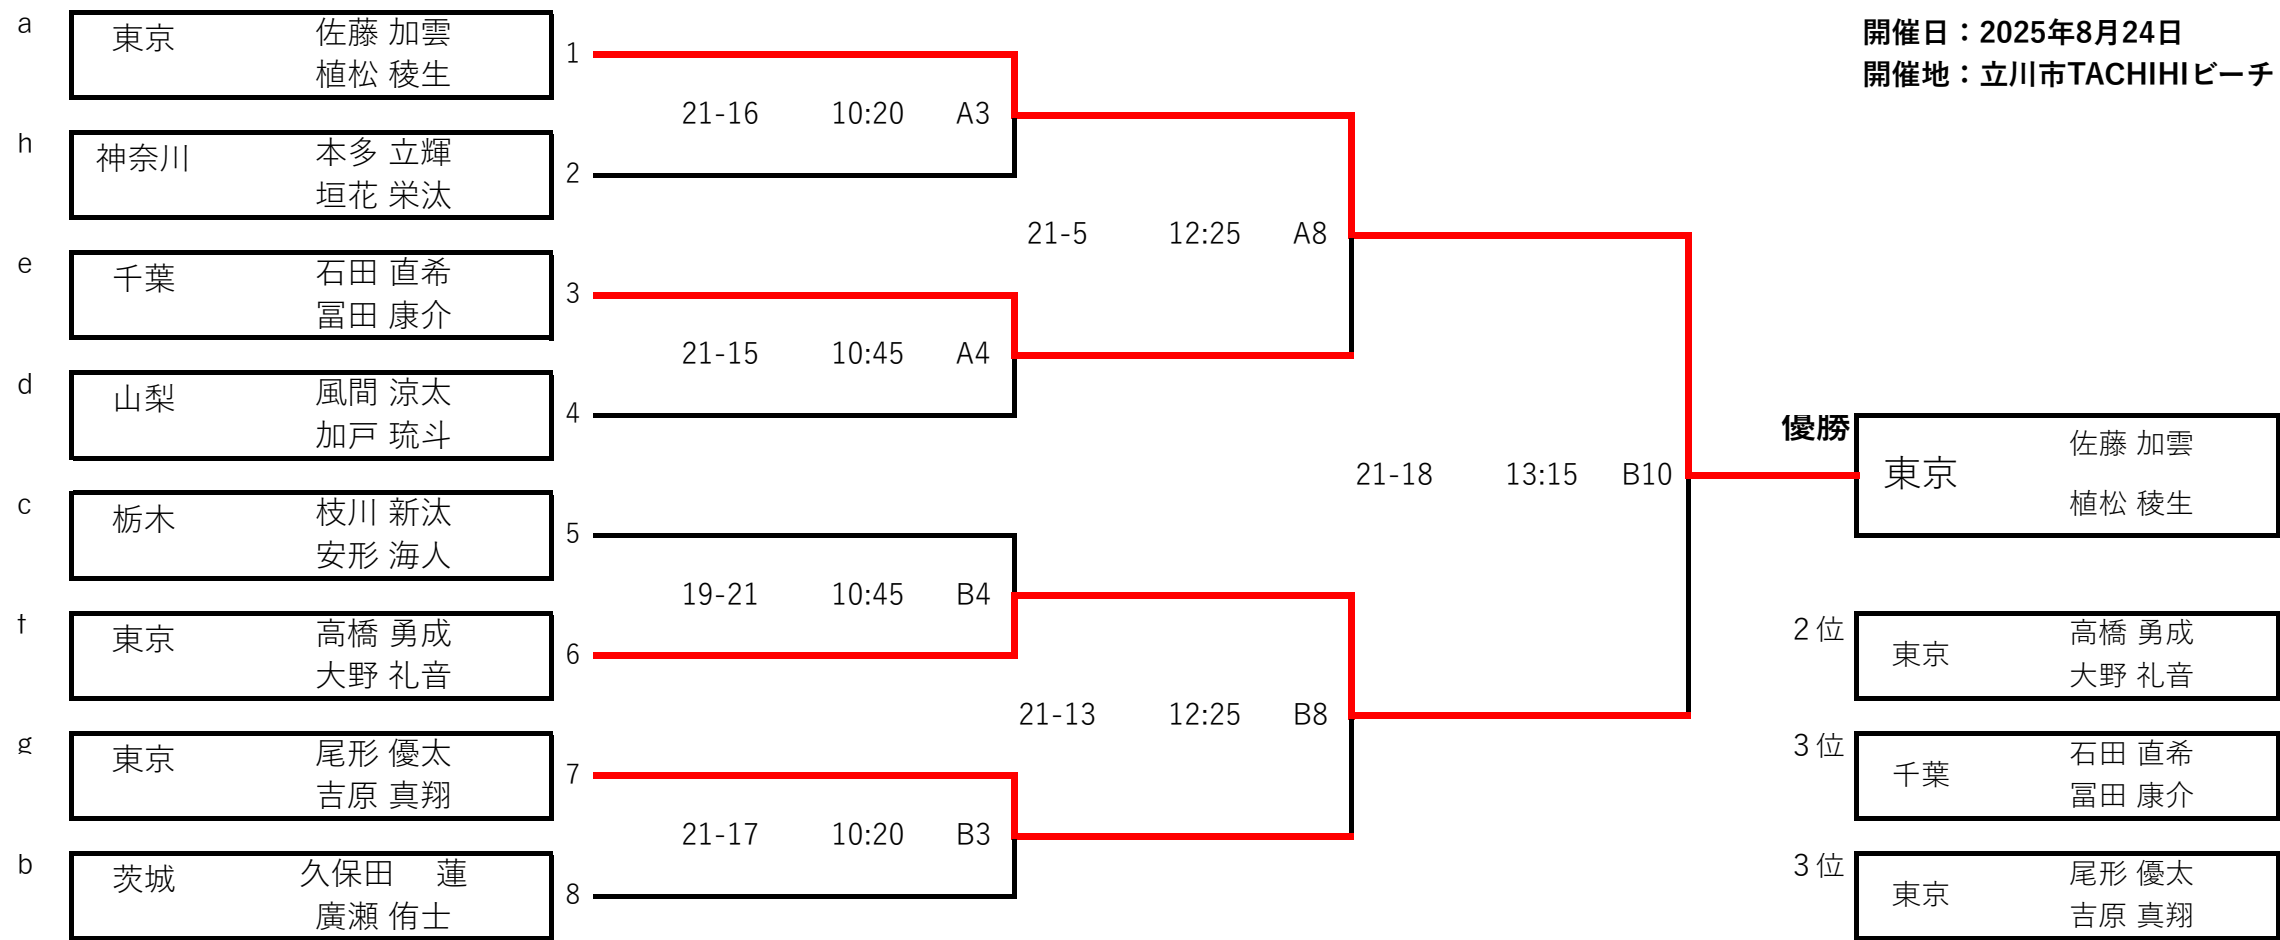 開催日：2025年8月24日
開催地：立川市TACHIHIビーチ
a
東京
佐藤 加雲
植松 稜生
1
21-16 10:20 A3
h
神奈川
本多 立輝
垣花 栄汰
2
21-5 12:25 A8
e
千葉
石田 直希
冨田 康介
3
21-15 10:45 A4
d
山梨
風間 涼太
加戸 琉斗
4
21-18 13:15 B10
c
栃木
枝川 新汰
安形 海人
5
19-21 10:45 B4
f
東京
高橋 勇成
大野 礼音
6
21-13 12:25 B8
g
東京
尾形 優太
吉原 真翔
7
21-17 10:20 B3
b
茨城
久保田 蓮
廣瀬 侑士
8
優勝
東京
佐藤 加雲
植松 稜生
２位
東京
高橋 勇成
大野 礼音
３位
千葉
石田 直希
冨田 康介
３位
東京
尾形 優太
吉原 真翔